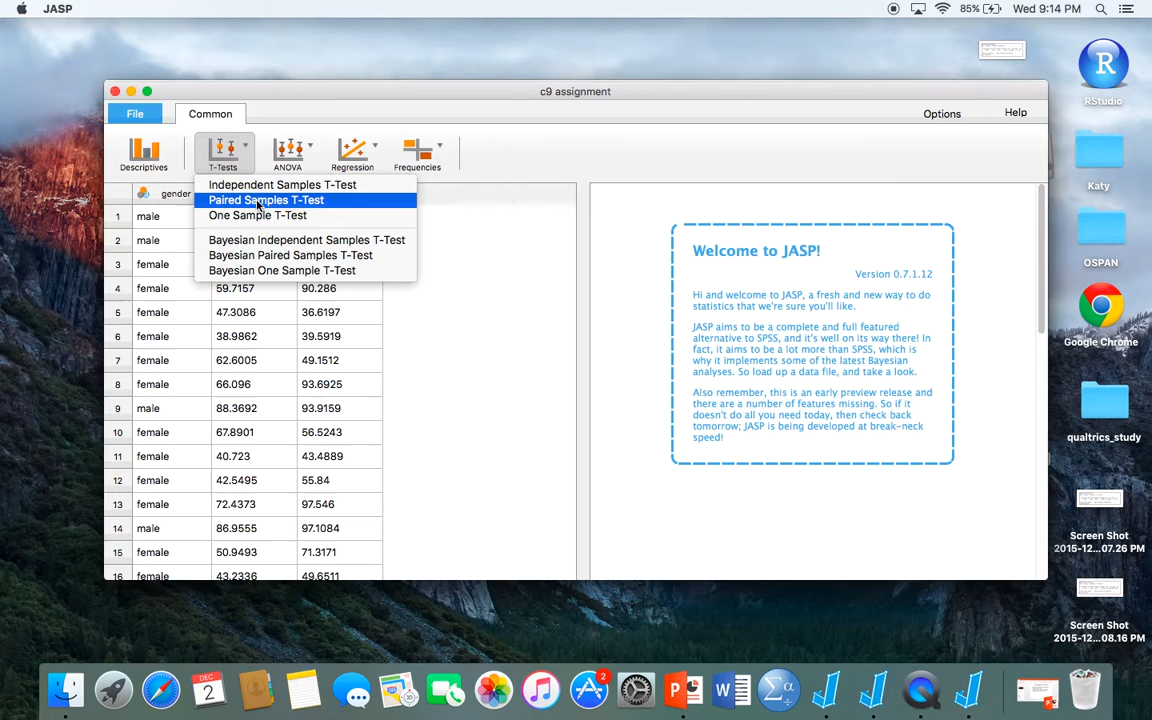 JASP
85%
Wed 9:14 PM
c9 assignment
File
Common
Options
Help
Descriptives
T-Tests
ANOVA
Regression
Frequencies
Independent Samples T-Test
Paired Samples T-Test
One Sample T-Test
Bayesian Independent Samples T-Test
Bayesian Paired Samples T-Test
Bayesian One Sample T-Test
gender
1 male
2 male
3 female
4 female 59.7157 90.286
5 female 47.3086 36.6197
6 female 38.9862 39.5919
7 female 62.6005 49.1512
8 female 66.096 93.6925
9 male 88.3692 93.9159
10 female 67.8901 56.5243
11 female 40.723 43.4889
12 female 42.5495 55.84
13 female 72.4373 97.546
14 male 86.9555 97.1084
15 female 50.9493 71.3171
16 female 43.2336 49.6511
Welcome to JASP!
Version 0.7.1.12
Hi and welcome to JASP, a fresh and new way to do
statistics that we're sure you'll like.
JASP aims to be a complete and full featured
alternative to SPSS, and it's well on its way there! In
fact, it aims to be a lot more than SPSS, which is
why it implements some of the latest Bayesian
analyses. So load up a data file, and take a look.
Also remember, this is an early preview release and
there are a number of features missing. So if it
doesn't do all you need today, then check back
tomorrow; JASP is being developed at break-neck
speed!
R
RStudio
Katy
OSPAN
Google Chrome
qualtrics_study
Screen Shot
2015-12...07.26 PM
Screen Shot
2015-12...08.16 PM
DEC
2
2
P
W
Σα